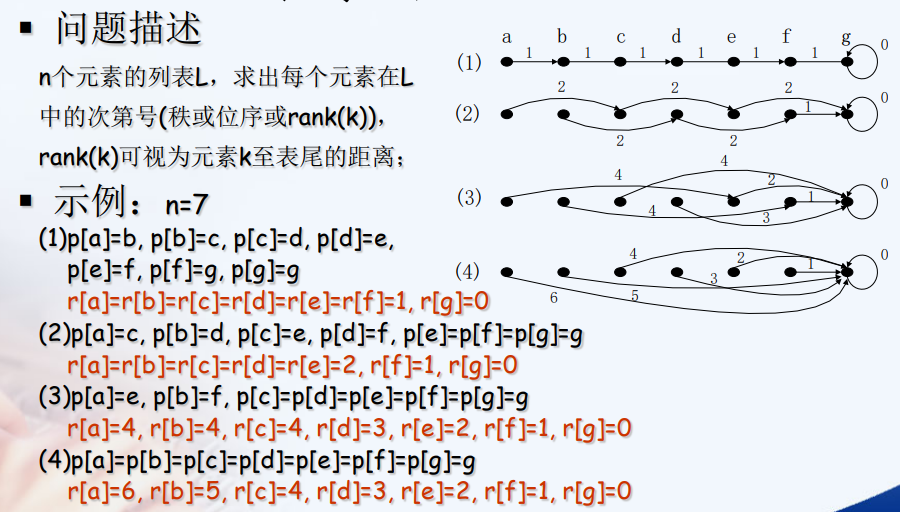 ▪ 问题描述
n个元素的列表L，求出每个元素在L
中的次第号(秩或位序或rank(k))，
rank(k)可视为元素k至表尾的距离；
▪ 示例：n=7
(1)p[a]=b, p[b]=c, p[c]=d, p[d]=e,
p[e]=f, p[f]=g, p[g]=g
r[a]=r[b]=r[c]=r[d]=r[e]=r[f]=1, r[g]=0
(2)p[a]=c, p[b]=d, p[c]=e, p[d]=f, p[e]=p[f]=p[g]=g
r[a]=r[b]=r[c]=r[d]=r[e]=2, r[f]=1, r[g]=0
(3)p[a]=e, p[b]=f, p[c]=p[d]=p[e]=p[f]=p[g]=g
r[a]=4, r[b]=4, r[c]=4, r[d]=3, r[e]=2, r[f]=1, r[g]=0
(4)p[a]=p[b]=p[c]=p[d]=p[e]=p[f]=p[g]=g
r[a]=6, r[b]=5, r[c]=4, r[d]=3, r[e]=2, r[f]=1, r[g]=0
a b c d e f g
(1) 1 1 1 1 1 1 0
2 2 2
(2) 1 0
2 2
4
(3) 4 2 1 0
4 3
(4) 4 2 1 0
3
6 5